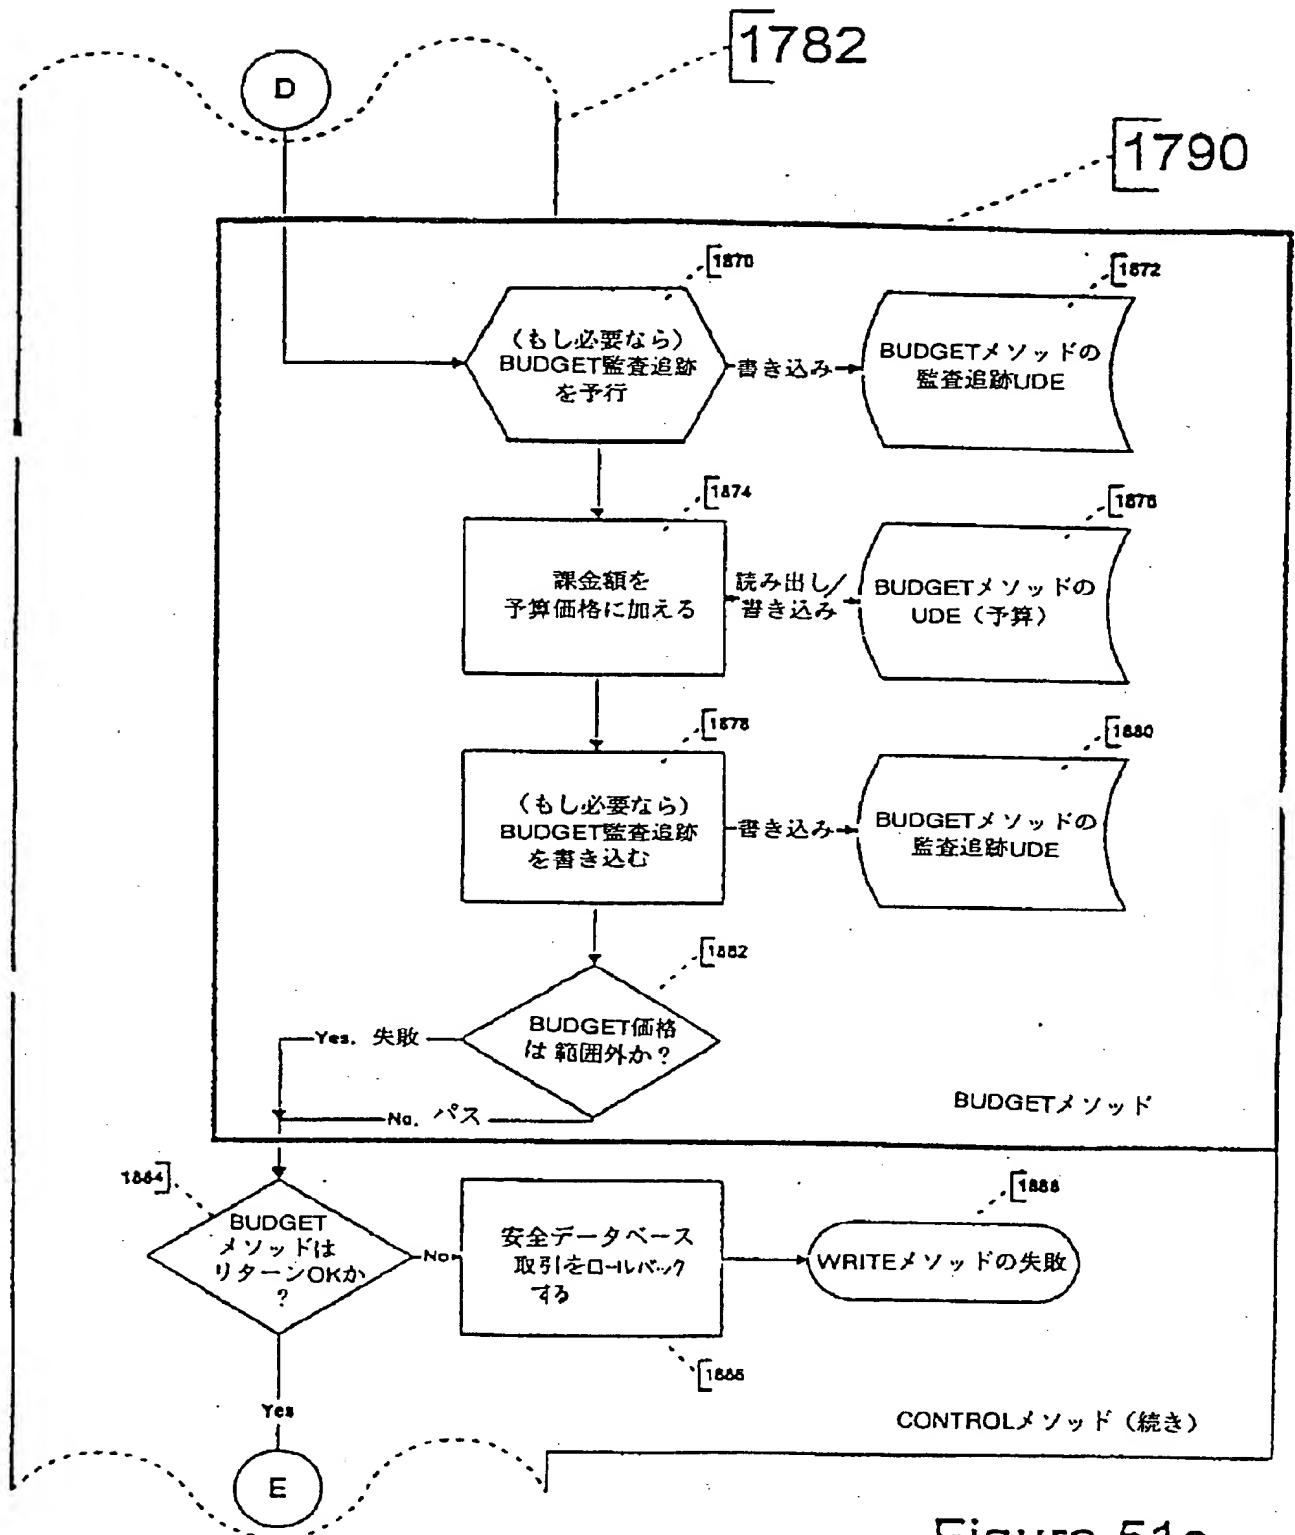 1782
D
1790
1870
1872
(もし必要なら)
BUDGET監査追跡
を予行
書き込み
BUDGETメソッドの
監査追跡UDE
1874
1876
課金額を
予算価格に加える
読み出し/
書き込み
BUDGETメソッドの
UDE(予算)
1878
1880
(もし必要なら)
BUDGET監査追跡
を書き込む
書き込み
BUDGETメソッドの
監査追跡UDE
1882
BUDGET価格
は 範囲外か?
Yes. 失敗
No. パス
BUDGETメソッド
1884
BUDGET
メソッドは
リターンOKか
?
No
安全データベース
取引をロールバック
する
1886
1888
WRITEメソッドの失敗
Yes
CONTROLメソッド(続き)
E